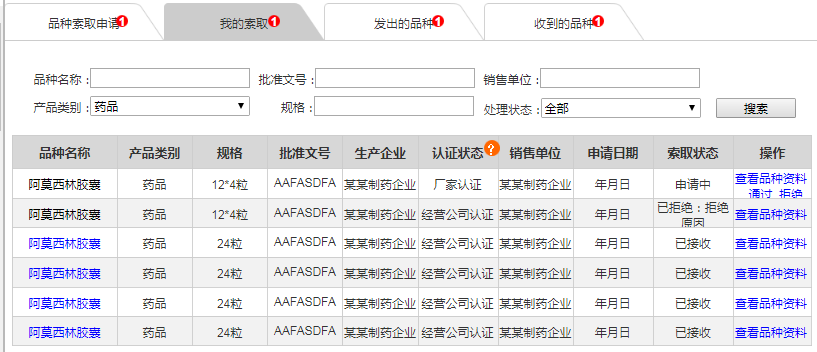 品种索取申请 1 我的索取 1 发出的品种 1 收到的品种 1
品种名称： 批准文号： 销售单位：
产品类别： 药品 规格： 处理状态： 全部 搜索
品种名称 产品类别 规格 批准文号 生产企业 认证状态 ? 销售单位 申请日期 索取状态 操作
阿莫西林胶囊 药品 12*4粒 AAFASDFA 某某制药企业 厂家认证 某某制药企业 年月日 申请中 查看品种资料
通过 拒绝
阿莫西林胶囊 药品 12*4粒 AAFASDFA 某某制药企业 经营公司认证 某某制药企业 年月日 已拒绝：拒绝 查看品种资料
原因
阿莫西林胶囊 药品 24粒 AAFASDFA 某某制药企业 经营公司认证 某某制药企业 年月日 已接收 查看品种资料
阿莫西林胶囊 药品 24粒 AAFASDFA 某某制药企业 经营公司认证 某某制药企业 年月日 已接收 查看品种资料
阿莫西林胶囊 药品 24粒 AAFASDFA 某某制药企业 经营公司认证 某某制药企业 年月日 已接收 查看品种资料
阿莫西林胶囊 药品 24粒 AAFASDFA 某某制药企业 经营公司认证 某某制药企业 年月日 已接收 查看品种资料